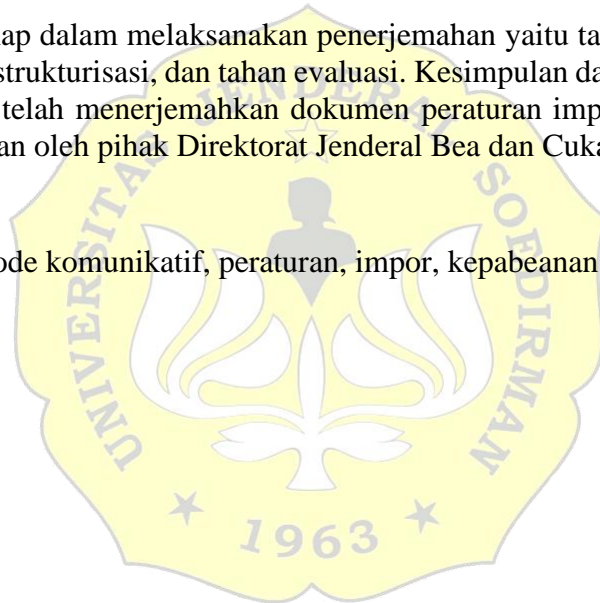 ap dalam melaksanakan penerjemahan yaitu ta
strukturisasi, dan tahan evaluasi. Kesimpulan da
telah menerjemahkan dokumen peraturan imp
an oleh pihak Direktorat Jenderal Bea dan Cuka
ode komunikatif, peraturan, impor, kepabeanan
UNIVERSITAS JENDERAL SOEDIRMAN
1963